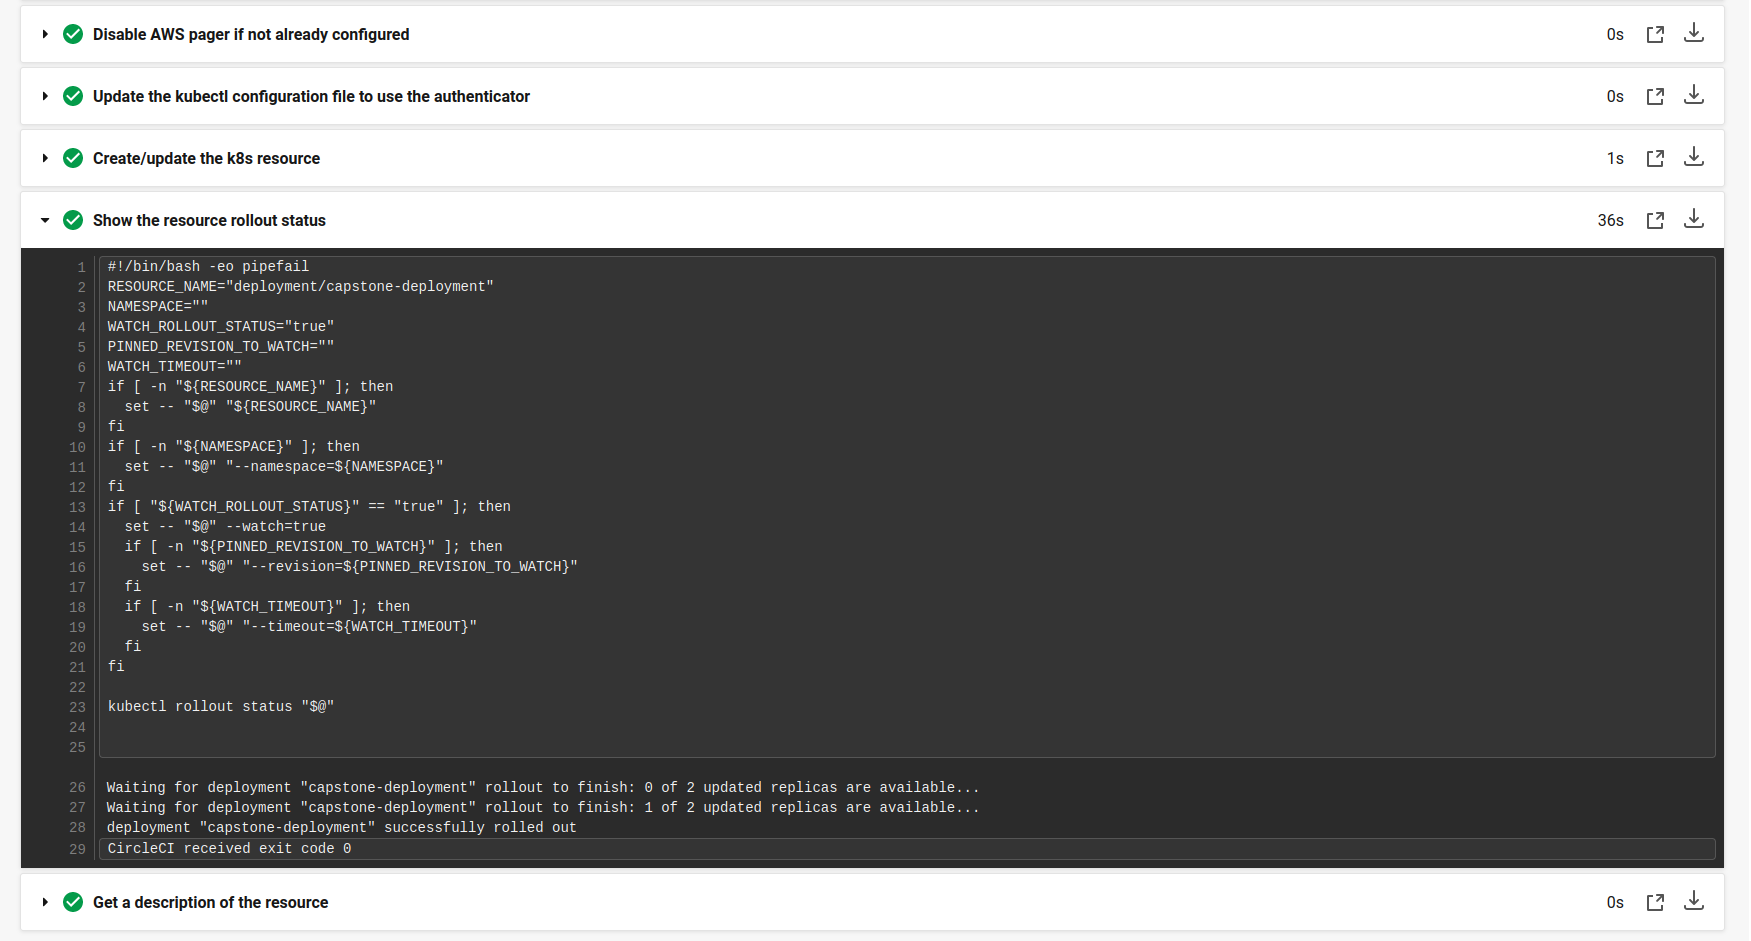 Disable AWS pager if not already configured 0s
Update the kubectl configuration file to use the authenticator 0s
Create/update the k8s resource 1s
Show the resource rollout status 36s
1 #!/bin/bash -eo pipefail
2 RESOURCE_NAME="deployment/capstone-deployment"
3 NAMESPACE=""
4 WATCH_ROLLOUT_STATUS="true"
5 PINNED_REVISION_TO_WATCH=""
6 WATCH_TIMEOUT=""
7 if [ -n "${RESOURCE_NAME}" ]; then
8   set -- "$@" "${RESOURCE_NAME}"
9 fi
10 if [ -n "${NAMESPACE}" ]; then
11   set -- "$@" "--namespace=${NAMESPACE}"
12 fi
13 if [ "${WATCH_ROLLOUT_STATUS}" == "true" ]; then
14   set -- "$@" --watch=true
15   if [ -n "${PINNED_REVISION_TO_WATCH}" ]; then
16     set -- "$@" "--revision=${PINNED_REVISION_TO_WATCH}"
17   fi
18   if [ -n "${WATCH_TIMEOUT}" ]; then
19     set -- "$@" "--timeout=${WATCH_TIMEOUT}"
20   fi
21 fi
22
23 kubectl rollout status "$@"
24
25
26 Waiting for deployment "capstone-deployment" rollout to finish: 0 of 2 updated replicas are available...
27 Waiting for deployment "capstone-deployment" rollout to finish: 1 of 2 updated replicas are available...
28 deployment "capstone-deployment" successfully rolled out
29 CircleCI received exit code 0
Get a description of the resource 0s